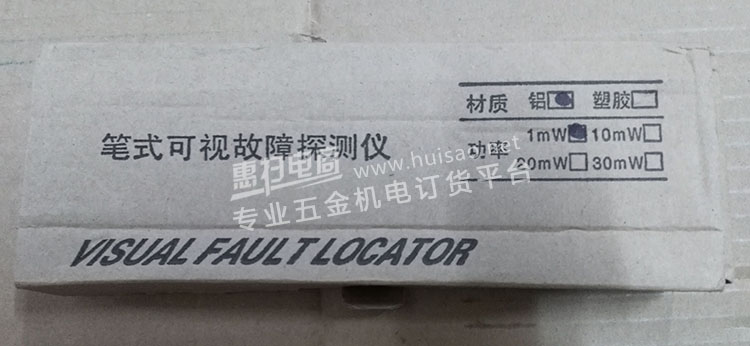 材质 铝 塑胶
笔式可视故障探测仪
功率 1mW 10mW
20mW 30mW
惠行电商
www.huisa.net
专业五金机电订货平台
VISUAL FAULT LOCATOR